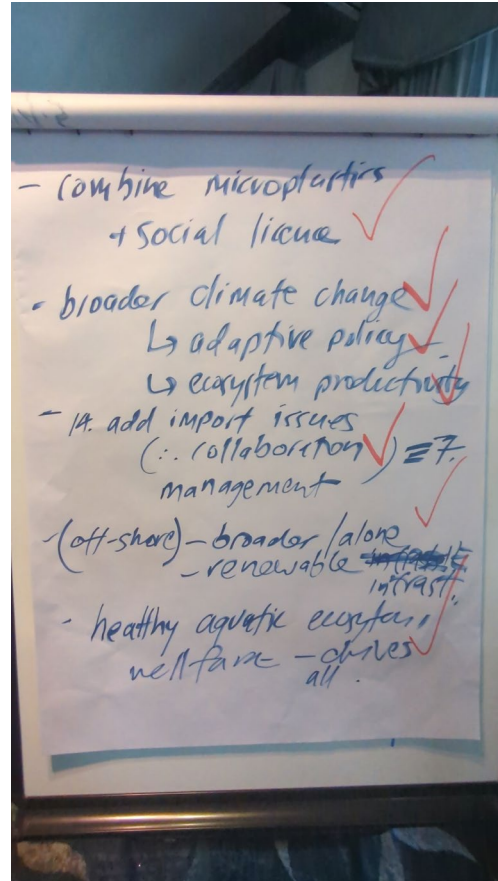 - combine microplastics
+ social licence
- broader climate change
↳ adaptive policy
↳ ecosystem productivity
- 14. add import issues
(∴ collaboration) ≡ 7.
management
- (off-shore) - broader/alone
- renewable
infrast.
- healthy aquatic ecosystem
wellfare - drives
all.